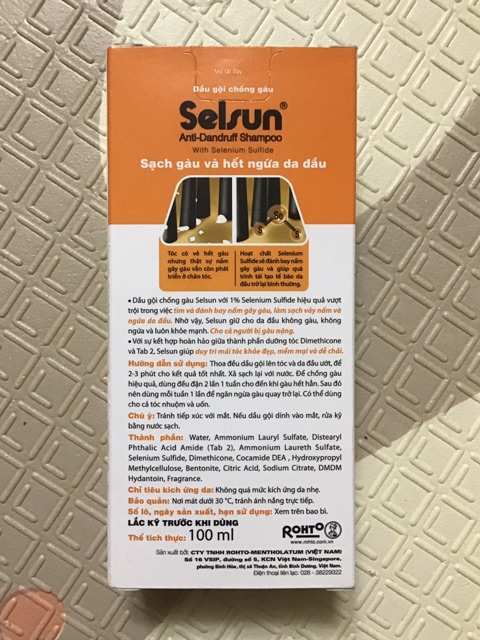 Mở tại đây
Dầu gội chống gàu
Selsun®
Anti-Dandruff Shampoo
With Selenium Sulfide
Sạch gàu và hết ngứa da đầu
Se
S
S
Tóc có vẻ hết gàu
nhưng thật sự nấm
gây gàu vẫn còn phát
triển ở chân tóc.
Hoạt chất Selenium
Sulfide sẽ đánh bay nấm
gây gàu và giúp quá
trình tái tạo tế bào da
đầu trở lại bình thường.
• Dầu gội chống gàu Selsun với 1% Selenium Sulfide hiệu quả vượt
trội trong việc tìm và đánh bay nấm gây gàu, làm sạch vảy nấm và
ngứa da đầu. Nhờ vậy, Selsun giữ cho da đầu không gàu, không
ngứa và luôn khỏe mạnh. Cho cả người bị gàu nặng.
• Với sự kết hợp hoàn hảo giữa thành phần dưỡng tóc Dimethicone
và Tab 2, Selsun giúp duy trì mái tóc khỏe đẹp, mềm mại và dễ chải.
Hướng dẫn sử dụng: Thoa đều dầu gội lên tóc và da đầu ướt, để
2-3 phút cho kết quả tốt nhất. Xả sạch lại với nước. Để chống gàu
hiệu quả, dùng đều đặn 2 lần 1 tuần cho đến khi gàu hết hẳn. Sau đó
nên dùng mỗi tuần 1 lần để ngăn ngừa gàu quay trở lại. Có thể dùng
cho cả tóc nhuộm và uốn.
Chú ý: Tránh tiếp xúc với mắt. Nếu dầu gội dính vào mắt, rửa kỹ
bằng nước sạch.
Thành phần: Water, Ammonium Lauryl Sulfate, Distearyl
Phthalic Acid Amide (Tab 2), Ammonium Laureth Sulfate,
Selenium Sulfide, Dimethicone, Cocamide DEA , Hydroxypropyl
Methylcellulose, Bentonite, Citric Acid, Sodium Citrate, DMDM
Hydantoin, Fragrance.
Chỉ tiêu kích ứng da: Không quá mức kích ứng da nhẹ.
Bảo quản: Nơi mát dưới 30 °C, tránh ánh nắng trực tiếp.
Số lô, ngày sản xuất, hạn sử dụng: Xem trên bao bì.
LẮC KỸ TRƯỚC KHI DÙNG
Thể tích thực: 100 ml
ROHTO
www.rohto.com.vn
Sản xuất bởi: CTY TNHH ROHTO-MENTHOLATUM (VIỆT NAM)
Số 16 VSIP, đường số 5, KCN Việt Nam-Singapore,
phường Bình Hòa, thị xã Thuận An, tỉnh Bình Dương, Việt Nam.
Điện thoại liên lạc: 028 - 38229322